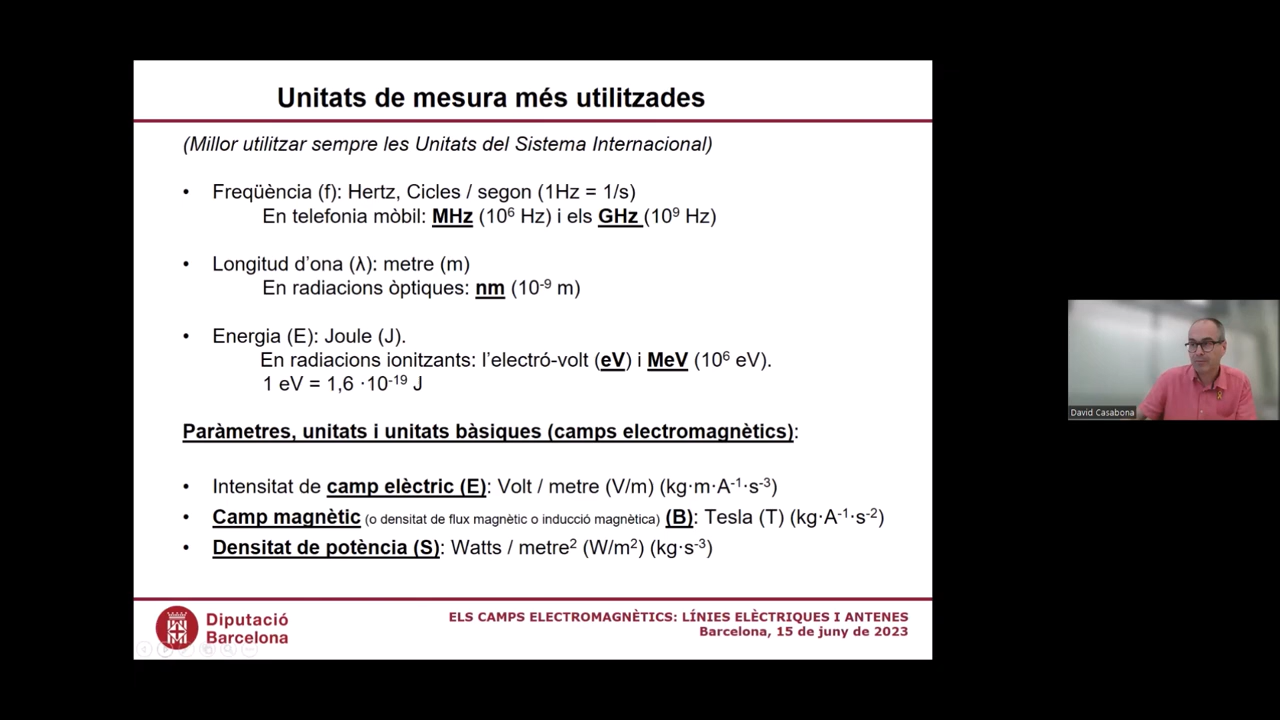 Unitats de mesura més utilitzades
(Millor utilitzar sempre les Unitats del Sistema Internacional)
• Freqüència (f): Hertz, Cicles / segon (1Hz = 1/s)
En telefonia mòbil: MHz (10⁶ Hz) i els GHz (10⁹ Hz)
• Longitud d’ona (λ): metre (m)
En radiacions òptiques: nm (10⁻⁹ m)
• Energia (E): Joule (J).
En radiacions ionitzants: l’electró-volt (eV) i MeV (10⁶ eV).
1 eV = 1,6 ·10⁻¹⁹ J
Paràmetres, unitats i unitats bàsiques (camps electromagnètics):
• Intensitat de camp elèctric (E): Volt / metre (V/m) (kg·m·A⁻¹·s⁻³)
• Camp magnètic (o densitat de flux magnètic o inducció magnètica) (B): Tesla (T) (kg·A⁻¹·s⁻²)
• Densitat de potència (S): Watts / metre² (W/m²) (kg·s⁻³)
Diputació
Barcelona
ELS CAMPS ELECTROMAGNÈTICS: LÍNIES ELÈCTRIQUES I ANTENES
Barcelona, 15 de juny de 2023
David Casabona